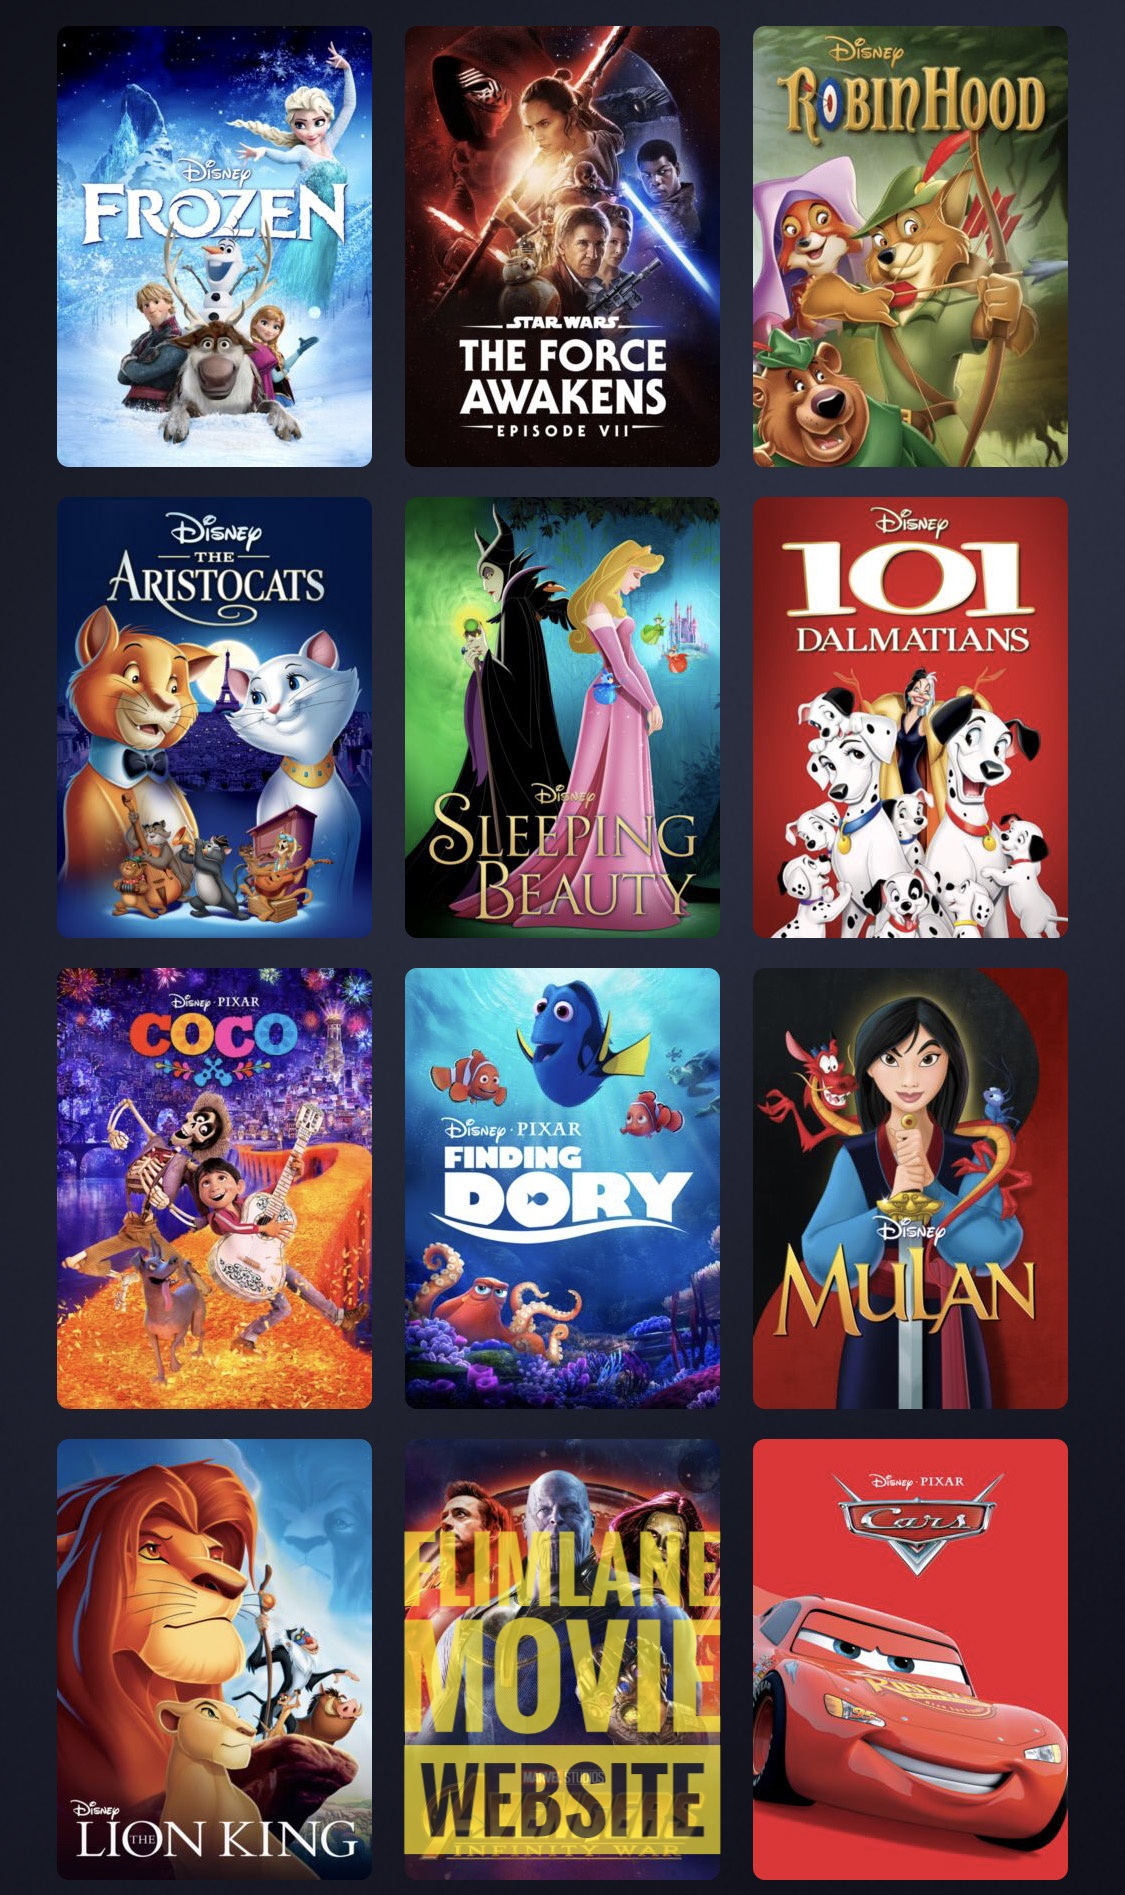 Disney
FROZEN
STAR WARS
THE FORCE
AWAKENS
EPISODE VII
Disney
ROBIN HOOD
Disney
THE
ARISTOCATS
Disney
SLEEPING
BEAUTY
Disney
101
DALMATIANS
Disney · PIXAR
COCO
Disney · PIXAR
FINDING
DORY
Disney
MULAN
Disney
THE LION KING
FLIMLANE
MOVIE
WEBSITE
MARVEL STUDIOS
AVENGERS
INFINITY WAR
Disney · PIXAR
Cars
95